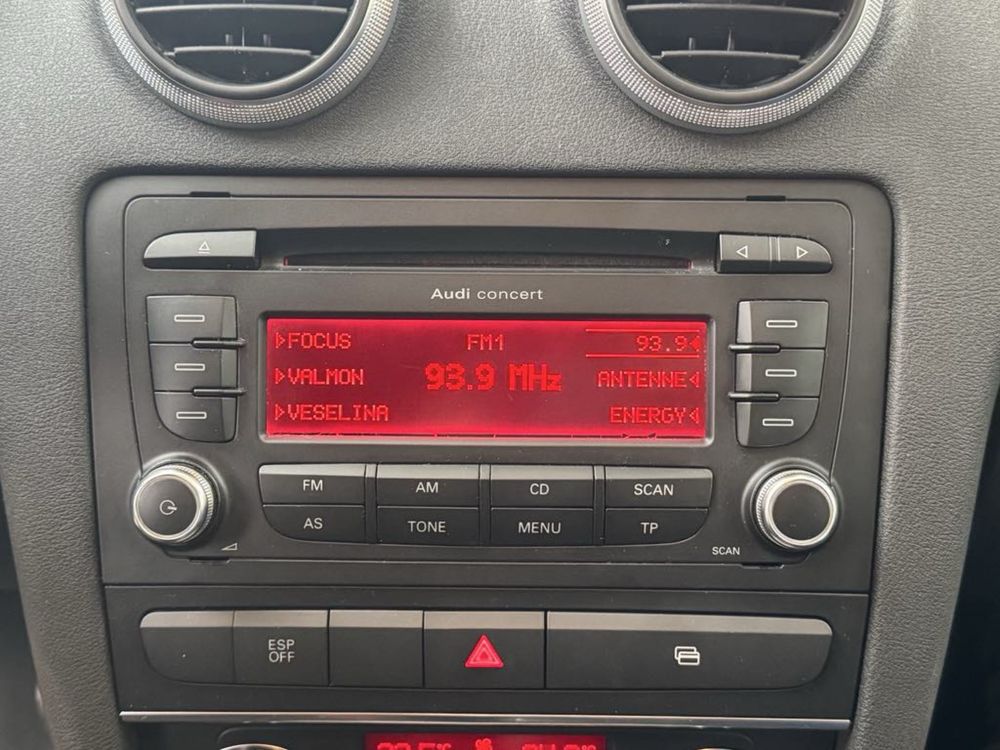 Audi concert
FOCUS FM1 93.9
VALMON 93.9 MHz ANTENNE
VESELINA ENERGY
FM AM CD SCAN
AS TONE MENU TP
SCAN
ESP
OFF